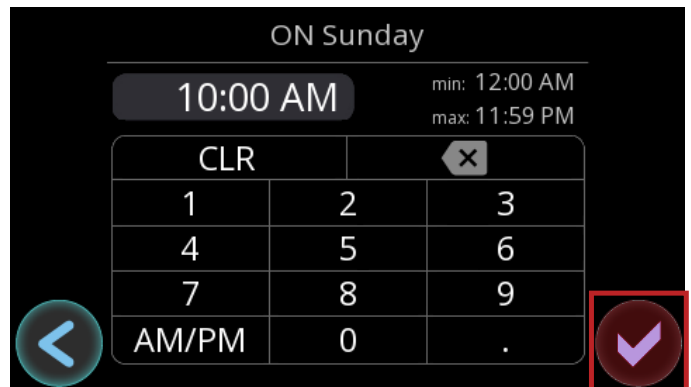 ON Sunday
10:00 AM
min: 12:00 AM
max: 11:59 PM
CLR
1 2 3
4 5 6
7 8 9
AM/PM 0 .